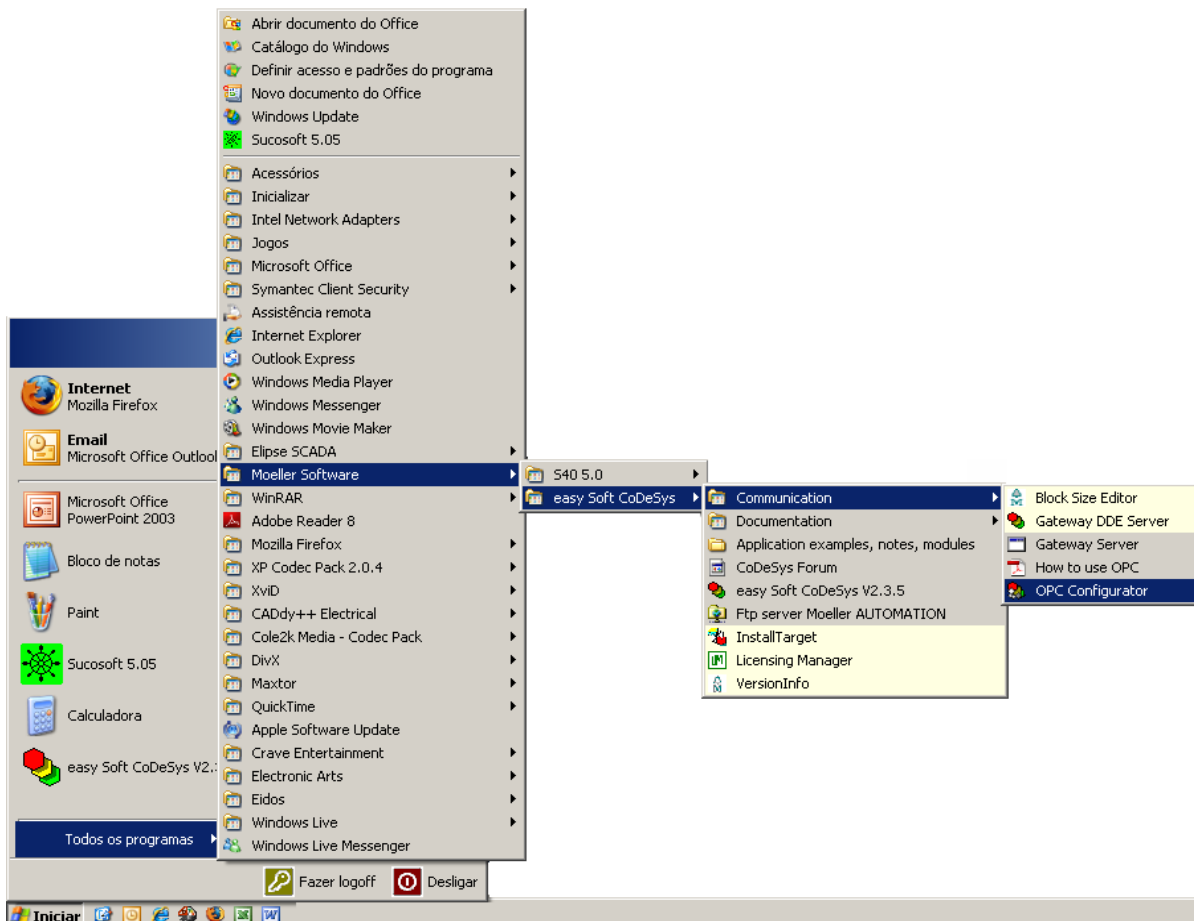 Abrir documento do Office
Catálogo do Windows
Definir acesso e padrões do programa
Novo documento do Office
Windows Update
Sucosoft 5.05
Acessórios
Inicializar
Intel Network Adapters
Jogos
Microsoft Office
Symantec Client Security
Assistência remota
Internet Explorer
Outlook Express
Windows Media Player
Windows Messenger
Windows Movie Maker
Elipse SCADA
Moeller Software
WinRAR
Adobe Reader 8
Mozilla Firefox
XP Codec Pack 2.0.4
XviD
CADdy++ Electrical
Cole2k Media - Codec Pack
DivX
Maxtor
QuickTime
Apple Software Update
Crave Entertainment
Electronic Arts
Eidos
Windows Live
Windows Live Messenger
Internet
Mozilla Firefox
Email
Microsoft Office Outlool
Microsoft Office
PowerPoint 2003
Bloco de notas
Paint
Sucosoft 5.05
Calculadora
easy Soft CoDeSys V2.
Todos os programas
S40 5.0
easy Soft CoDeSys
Communication
Documentation
Application examples, notes, modules
CoDeSys Forum
easy Soft CoDeSys V2.3.5
Ftp server Moeller AUTOMATION
InstallTarget
Licensing Manager
VersionInfo
Block Size Editor
Gateway DDE Server
Gateway Server
How to use OPC
OPC Configurator
Fazer logoff
Desligar
Iniciar